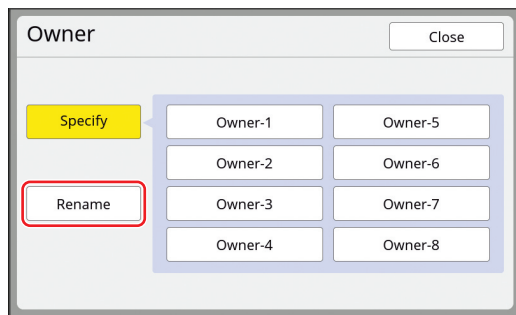 Owner
Close
Specify
Owner-1
Owner-5
Owner-2
Owner-6
Rename
Owner-3
Owner-7
Owner-4
Owner-8